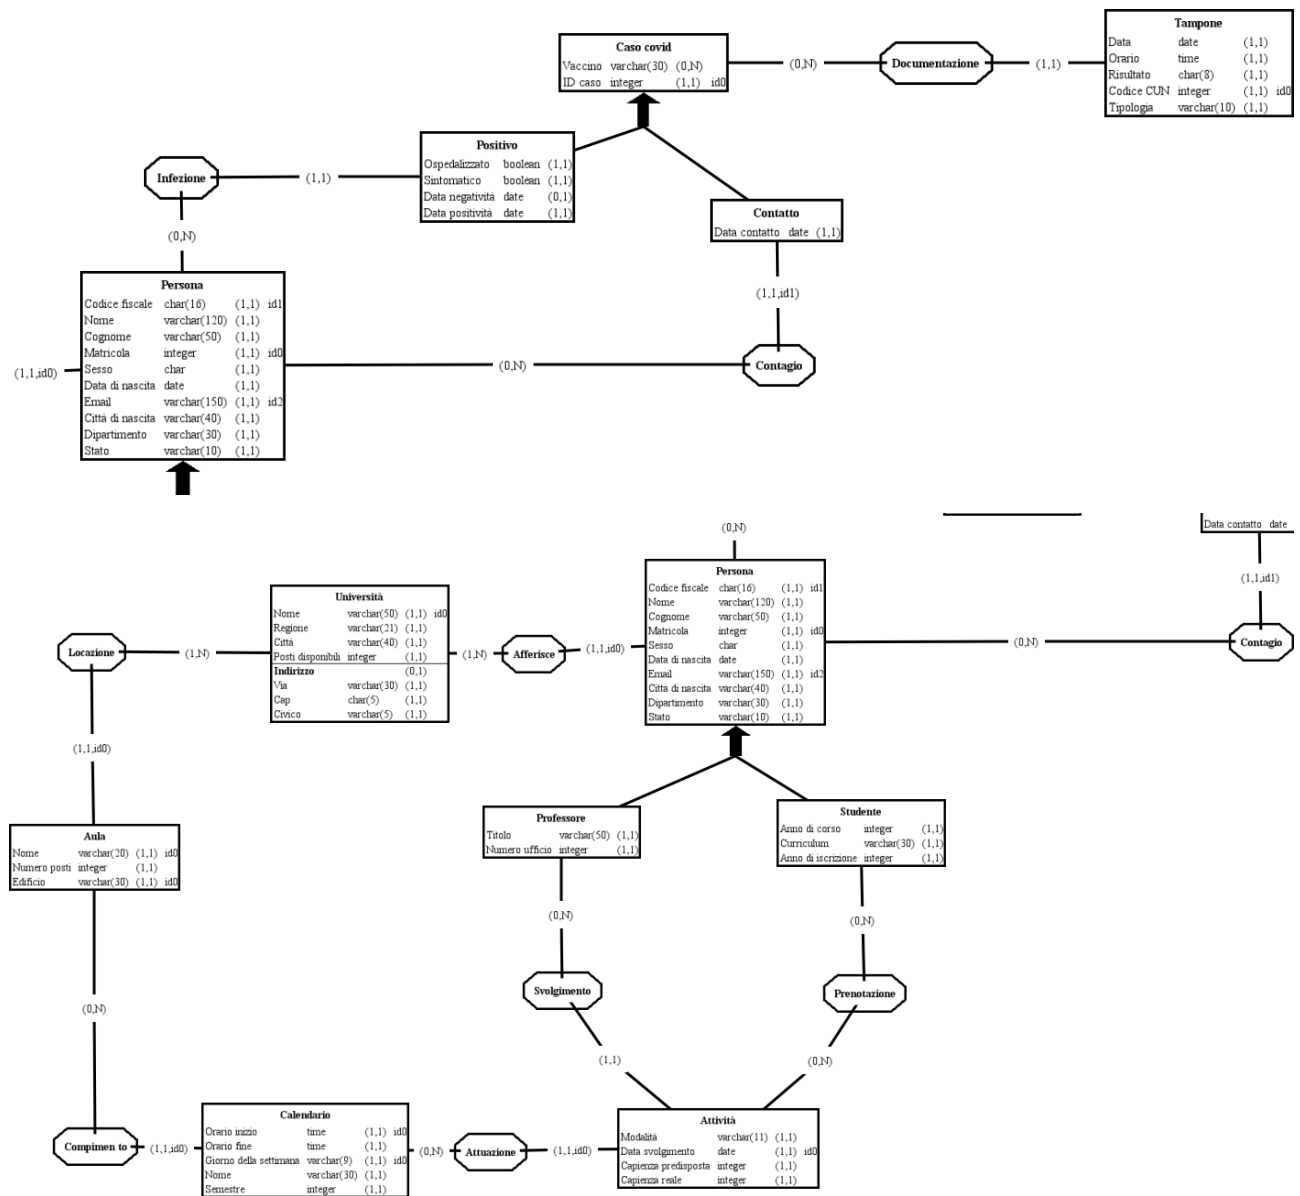 Caso covid
Vaccino varchar(30) (0,N)
ID caso integer (1,1) id0
(0,N)
Documentazione
(1,1)
Tampone
Data date (1,1)
Orario time (1,1)
Risultato char(8) (1,1)
Codice CUN integer (1,1) id0
Tipologia varchar(10) (1,1)
Positivo
Ospedalizzato boolean (1,1)
Sintomatico boolean (1,1)
Data negatività date (0,1)
Data positività date (1,1)
Infezione
(1,1)
(0,N)
Contatto
Data contatto date (1,1)
(1,1,id1)
Contagio
(0,N)
Persona
Codice fiscale char(16) (1,1) id1
Nome varchar(120) (1,1)
Cognome varchar(50) (1,1)
Matricola integer (1,1) id0
Sesso char (1,1)
Data di nascita date (1,1)
Email varchar(150) (1,1) id2
Città di nascita varchar(40) (1,1)
Dipartimento varchar(30) (1,1)
Stato varchar(10) (1,1)
(1,1,id0)
(0,N)
Data contatto date
(1,1,id1)
Contagio
(0,N)
Persona
Codice fiscale char(16) (1,1) id1
Nome varchar(120) (1,1)
Cognome varchar(50) (1,1)
Matricola integer (1,1) id0
Sesso char (1,1)
Data di nascita date (1,1)
Email varchar(150) (1,1) id2
Città di nascita varchar(40) (1,1)
Dipartimento varchar(30) (1,1)
Stato varchar(10) (1,1)
(1,1,id0)
Afferisce
(1,N)
Università
Nome varchar(50) (1,1) id0
Regione varchar(21) (1,1)
Città varchar(40) (1,1)
Posti disponibili integer (1,1)
Indirizzo (0,1)
Via varchar(30) (1,1)
Cap char(5) (1,1)
Civico varchar(5) (1,1)
(1,N)
Locazione
(1,1,id0)
Aula
Nome varchar(20) (1,1) id0
Numero posti integer (1,1)
Edificio varchar(30) (1,1) id0
Professore
Titolo varchar(50) (1,1)
Numero ufficio integer (1,1)
Studente
Anno di corso integer (1,1)
Curriculum varchar(30) (1,1)
Anno di iscrizione integer (1,1)
(0,N)
(0,N)
Svolgimento
Prenotazione
(0,N)
(1,1)
(0,N)
Compimen to
(1,1,id0)
Calendario
Orario inizio time (1,1) id0
Orario fine time (1,1)
Giorno della settimana varchar(9) (1,1) id0
Nome varchar(30) (1,1)
Semestre integer (1,1)
(0,N)
Attuazione
(1,1,id0)
Attività
Modalità varchar(11) (1,1)
Data svolgimento date (1,1) id0
Capienza predisposta integer (1,1)
Capienza reale integer (1,1)